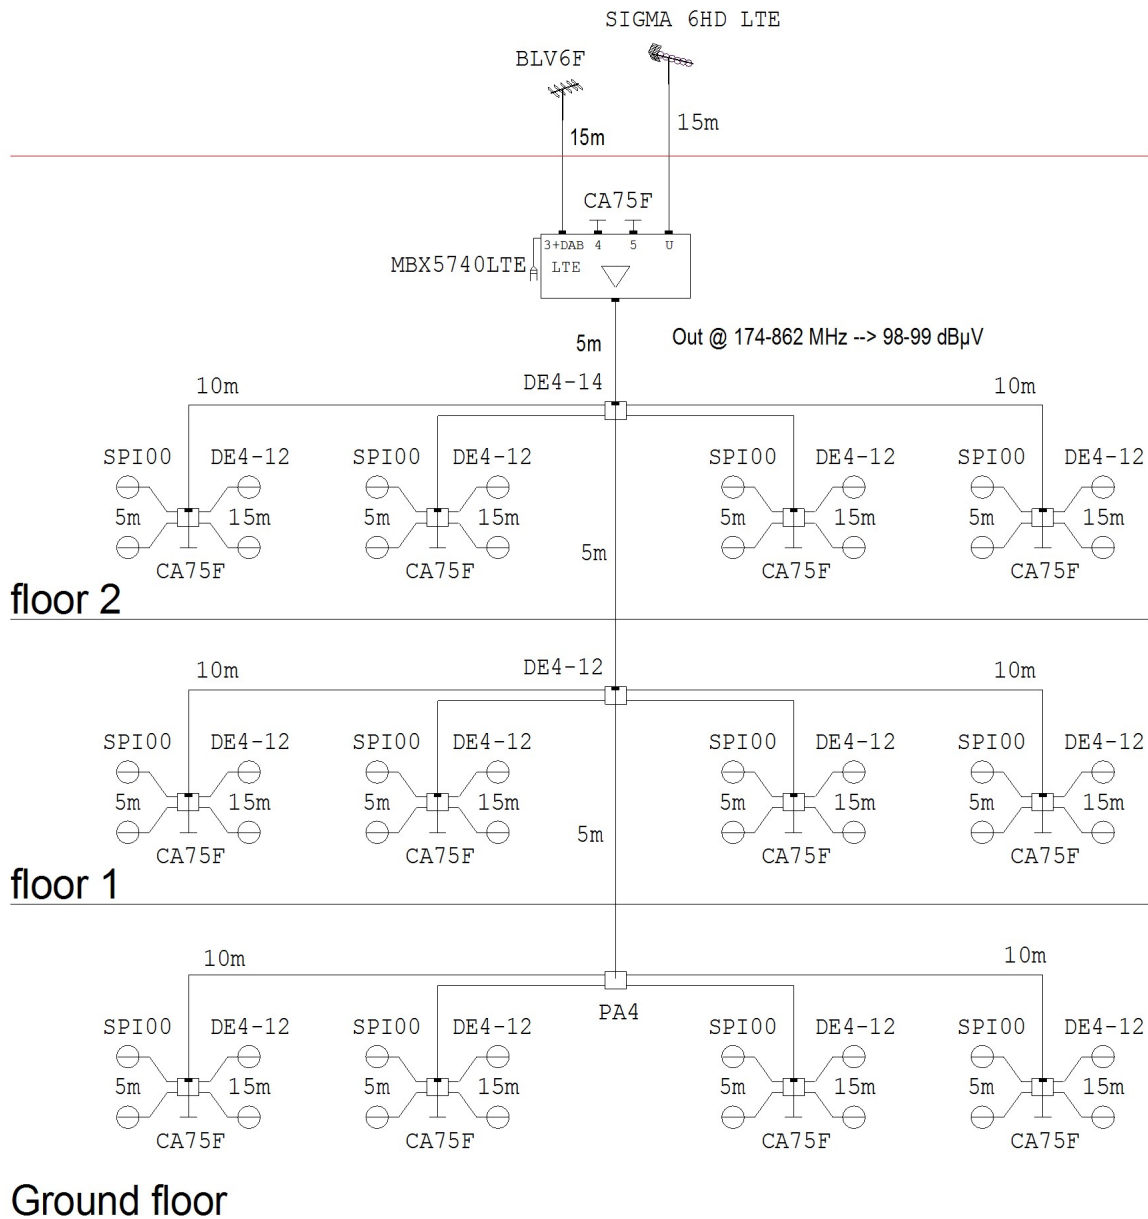 SIGMA 6HD LTE
BLV6F
15m
15m
CA75F
3+DAB 4 5 U
MBX5740LTE
LTE
Out @ 174-862 MHz --> 98-99 dBµV
5m
DE4-14
10m
10m
SPI00 DE4-12 SPI00 DE4-12 SPI00 DE4-12 SPI00 DE4-12
5m 15m 5m 15m 5m 15m 5m 15m
5m
CA75F CA75F CA75F CA75F
floor 2
DE4-12
10m
10m
SPI00 DE4-12 SPI00 DE4-12 SPI00 DE4-12 SPI00 DE4-12
5m 15m 5m 15m 5m 15m 5m 15m
5m
CA75F CA75F CA75F CA75F
floor 1
10m
10m
PA4
SPI00 DE4-12 SPI00 DE4-12 SPI00 DE4-12 SPI00 DE4-12
5m 15m 5m 15m 5m 15m 5m 15m
CA75F CA75F CA75F CA75F
Ground floor